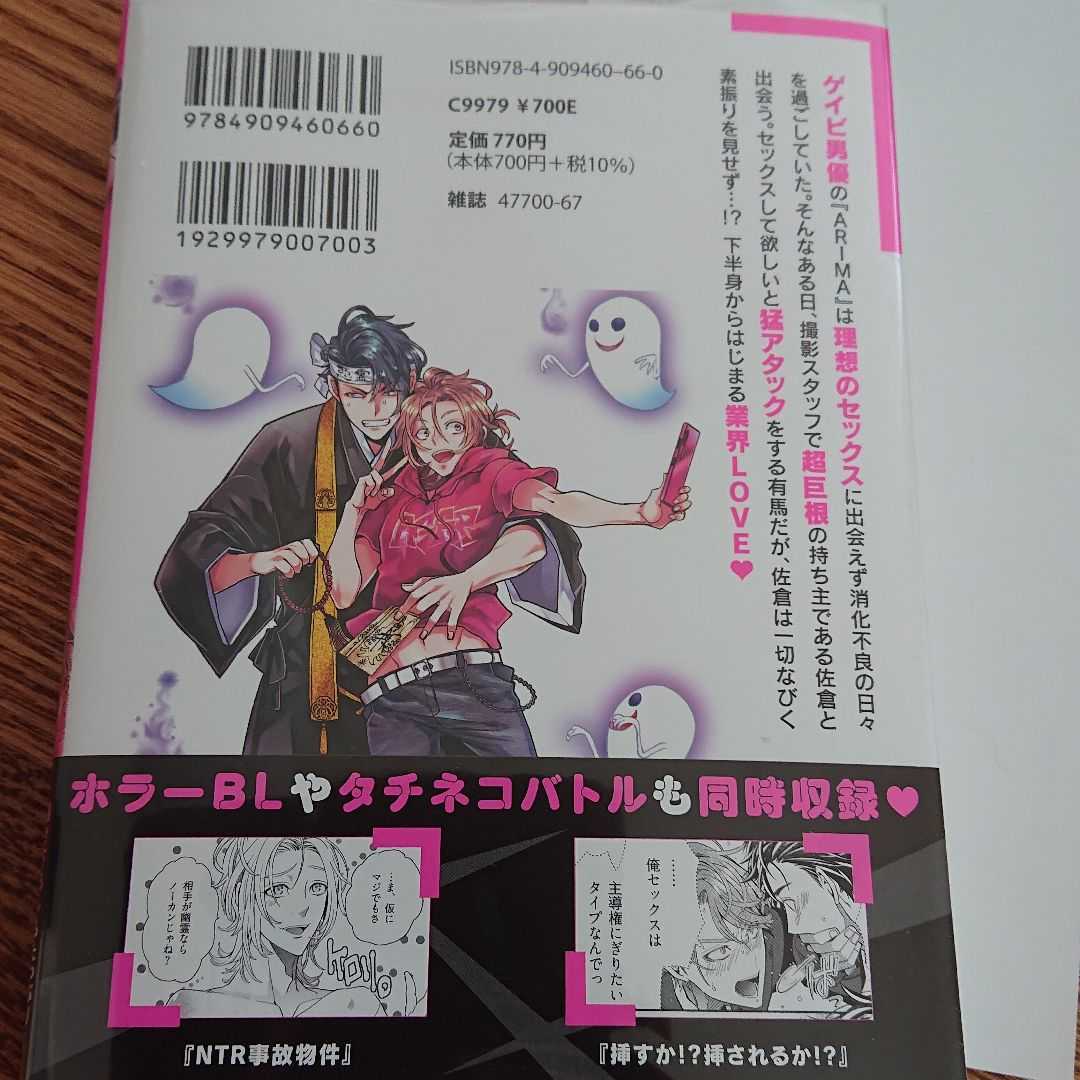 ISBN978-4-909460-66-0
C9979 ¥700E
定価770円
(本体700円+税10%)
雑誌 47700-67
9784909460660
1929979007003
ゲイビ男優の『ARIMA』は理想のセックスに出会えず消化不良の日々
を過ごしていた。そんなある日、撮影スタッフで超巨根の持ち主である佐倉と
出会う。セックスして欲しいと猛アタックをする有馬だが、佐倉は一切なびく
素振りを見せず…!? 下半身からはじまる業界LOVE♥
悪霊
ホラーBLやタチネコバトルも同時収録♥
…ま、仮に
マジでもさ
相手が幽霊なら
ノーカンじゃね?
ケロリ。
『NTR事故物件』
……
俺セックスは
主導権にぎりたい
タイプなんでっ
『挿すか!?挿されるか!?』